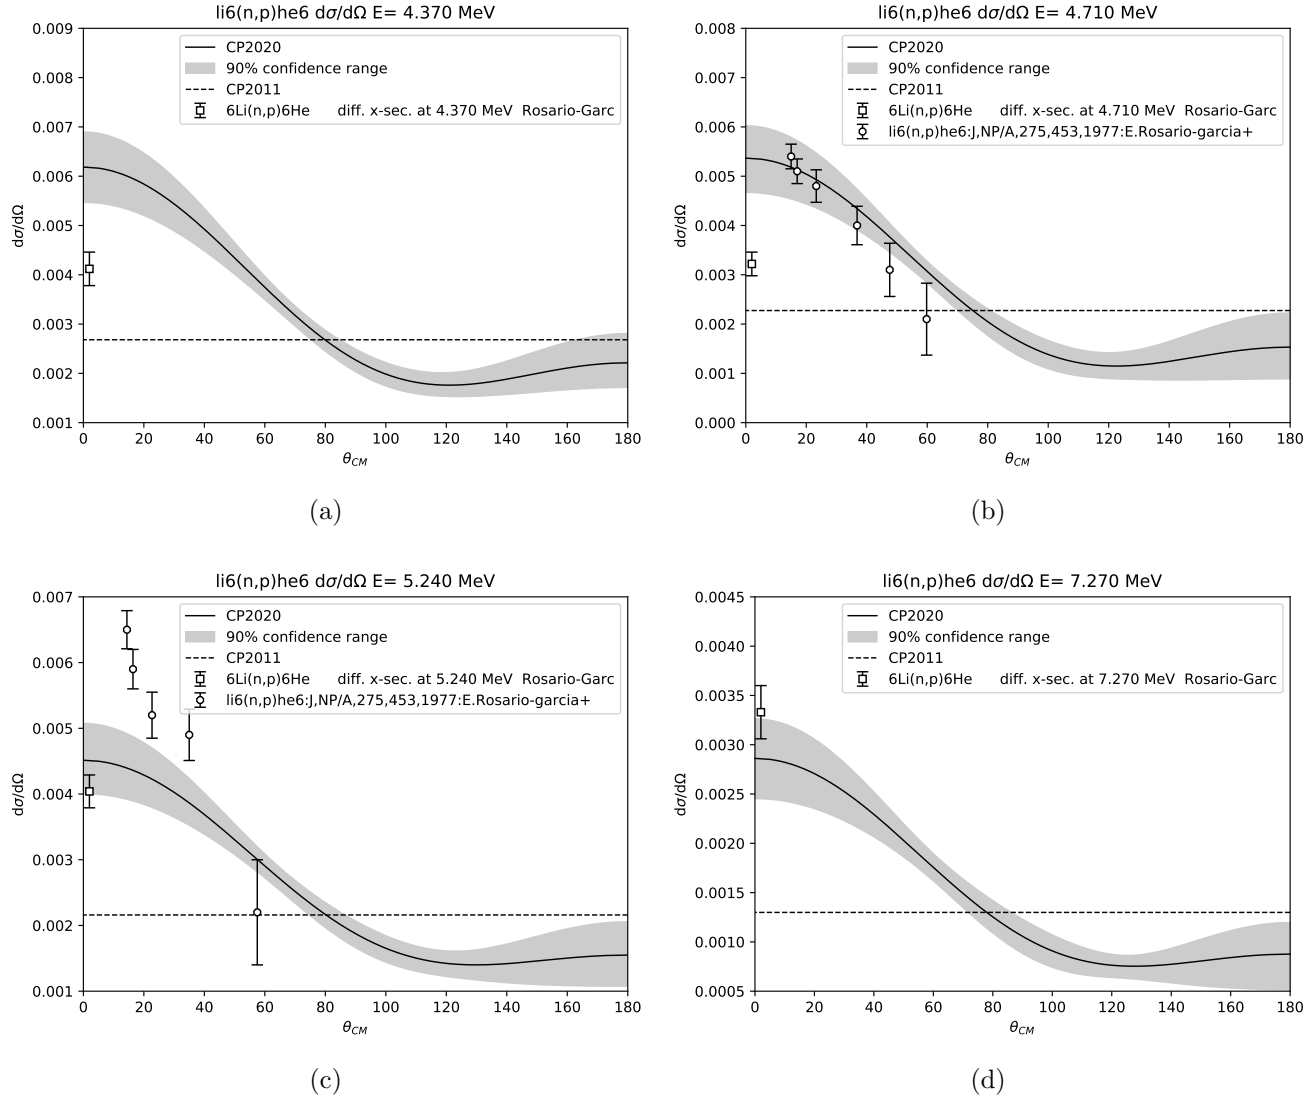 li6(n,p)he6 dσ/dΩ E= 4.370 MeV
0.009
0.008
0.007
0.006
0.005
0.004
0.003
0.002
0.001
dσ/dΩ
CP2020
90% confidence range
CP2011
6Li(n,p)6He diff. x-sec. at 4.370 MeV Rosario-Garc
0 20 40 60 80 100 120 140 160 180
θCM
(a)
li6(n,p)he6 dσ/dΩ E= 4.710 MeV
0.008
0.007
0.006
0.005
0.004
0.003
0.002
0.001
0.000
dσ/dΩ
CP2020
90% confidence range
CP2011
6Li(n,p)6He diff. x-sec. at 4.710 MeV Rosario-Garc
li6(n,p)he6:J,NP/A,275,453,1977:E.Rosario-garcia+
0 20 40 60 80 100 120 140 160 180
θCM
(b)
li6(n,p)he6 dσ/dΩ E= 5.240 MeV
0.007
0.006
0.005
0.004
0.003
0.002
0.001
dσ/dΩ
CP2020
90% confidence range
CP2011
6Li(n,p)6He diff. x-sec. at 5.240 MeV Rosario-Garc
li6(n,p)he6:J,NP/A,275,453,1977:E.Rosario-garcia+
0 20 40 60 80 100 120 140 160 180
θCM
(c)
li6(n,p)he6 dσ/dΩ E= 7.270 MeV
0.0045
0.0040
0.0035
0.0030
0.0025
0.0020
0.0015
0.0010
0.0005
dσ/dΩ
CP2020
90% confidence range
CP2011
6Li(n,p)6He diff. x-sec. at 7.270 MeV Rosario-Garc
0 20 40 60 80 100 120 140 160 180
θCM
(d)